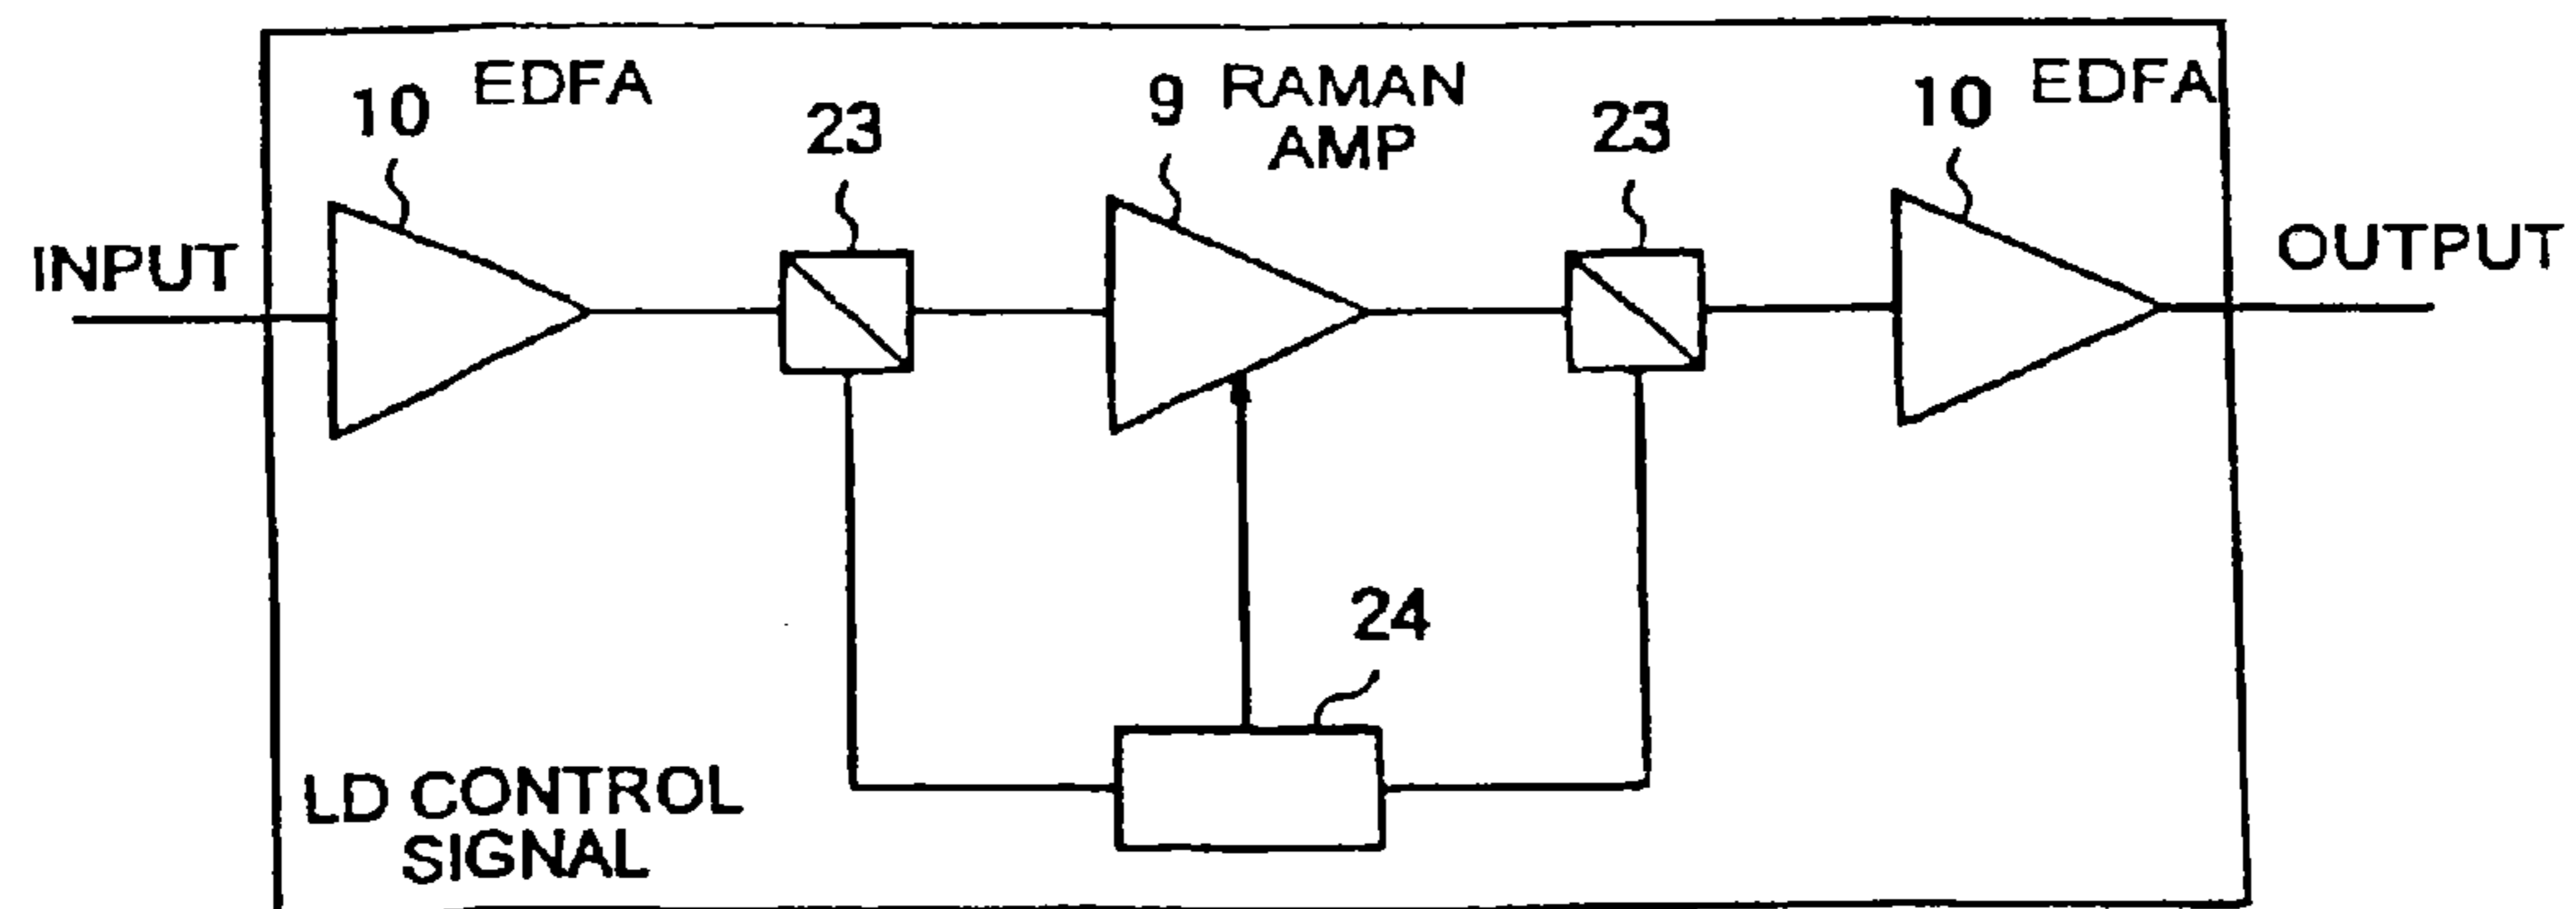 EDFA
10
23
9
RAMAN
AMP
23
10
EDFA
INPUT
OUTPUT
24
LD CONTROL
SIGNAL